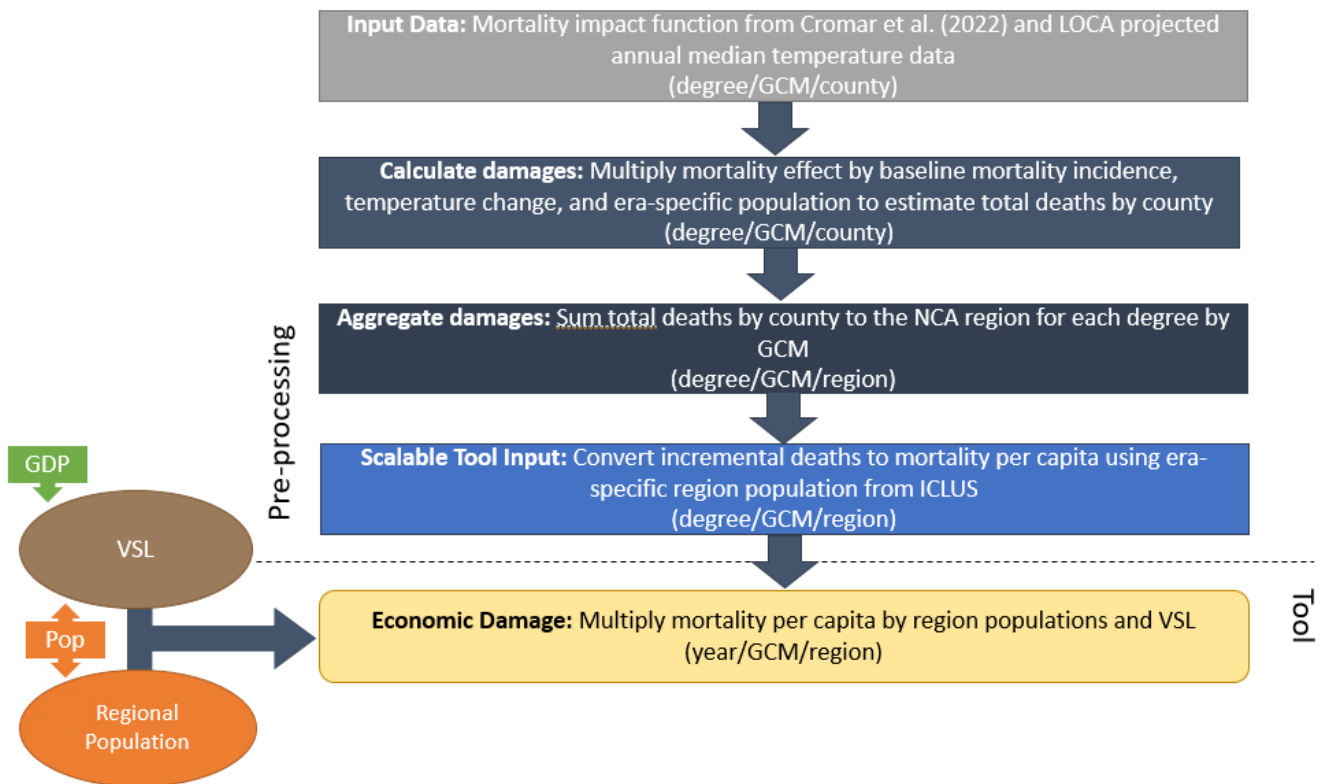 Input Data: Mortality impact function from Cromar et al. (2022) and LOCA projected
annual median temperature data
(degree/GCM/county)
Calculate damages: Multiply mortality effect by baseline mortality incidence,
temperature change, and era-specific population to estimate total deaths by county
(degree/GCM/county)
Aggregate damages: Sum total deaths by county to the NCA region for each degree by
GCM
(degree/GCM/region)
Pre-processing
Scalable Tool Input: Convert incremental deaths to mortality per capita using era-
specific region population from ICLUS
(degree/GCM/region)
GDP
VSL
Pop
Regional
Population
Economic Damage: Multiply mortality per capita by region populations and VSL
(year/GCM/region)
Tool